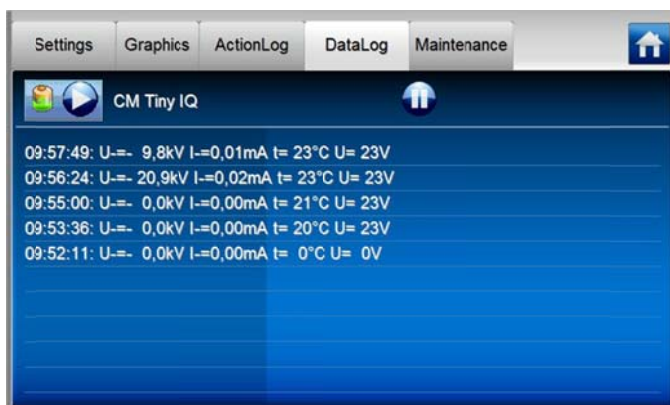 Settings Graphics ActionLog DataLog Maintenance
CM Tiny IQ
09:57:49: U-=- 9,8kV I-=0,01mA t= 23°C U= 23V
09:56:24: U-=- 20,9kV I-=0,02mA t= 23°C U= 23V
09:55:00: U-=- 0,0kV I-=0,00mA t= 21°C U= 23V
09:53:36: U-=- 0,0kV I-=0,00mA t= 20°C U= 23V
09:52:11: U-=- 0,0kV I-=0,00mA t= 0°C U= 0V